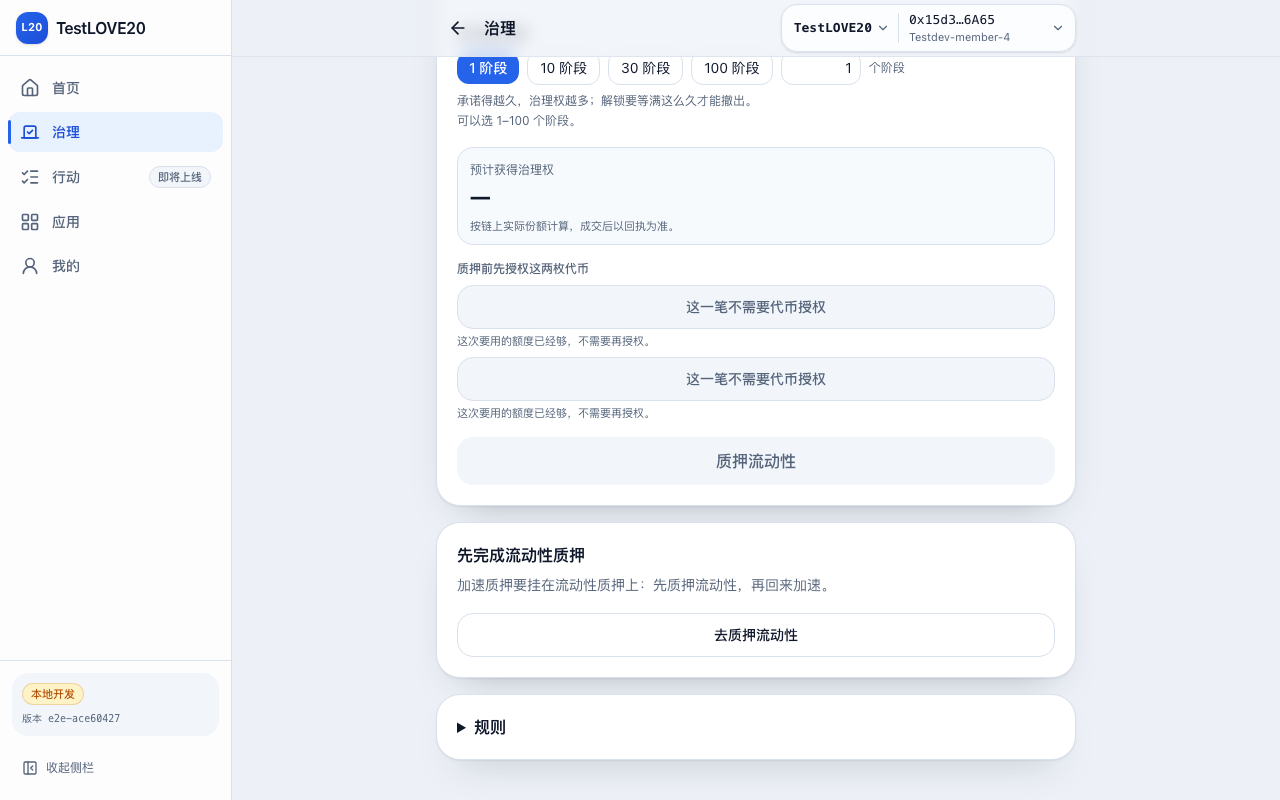 L20
TestLOVE20
首页
治理
行动
即将上线
应用
我的
本地开发
版本 e2e-ace60427
收起侧栏
治理
TestLOVE20
0x15d3…6A65
Testdev-member-4
1 阶段
10 阶段
30 阶段
100 阶段
1
个阶段
承诺得越久，治理权越多；解锁要等满这么久才能撤出。
可以选 1–100 个阶段。
预计获得治理权
—
按链上实际份额计算，成交后以回执为准。
质押前先授权这两枚代币
这一笔不需要代币授权
这次要用的额度已经够，不需要再授权。
这一笔不需要代币授权
这次要用的额度已经够，不需要再授权。
质押流动性
先完成流动性质押
加速质押要挂在流动性质押上：先质押流动性，再回来加速。
去质押流动性
规则